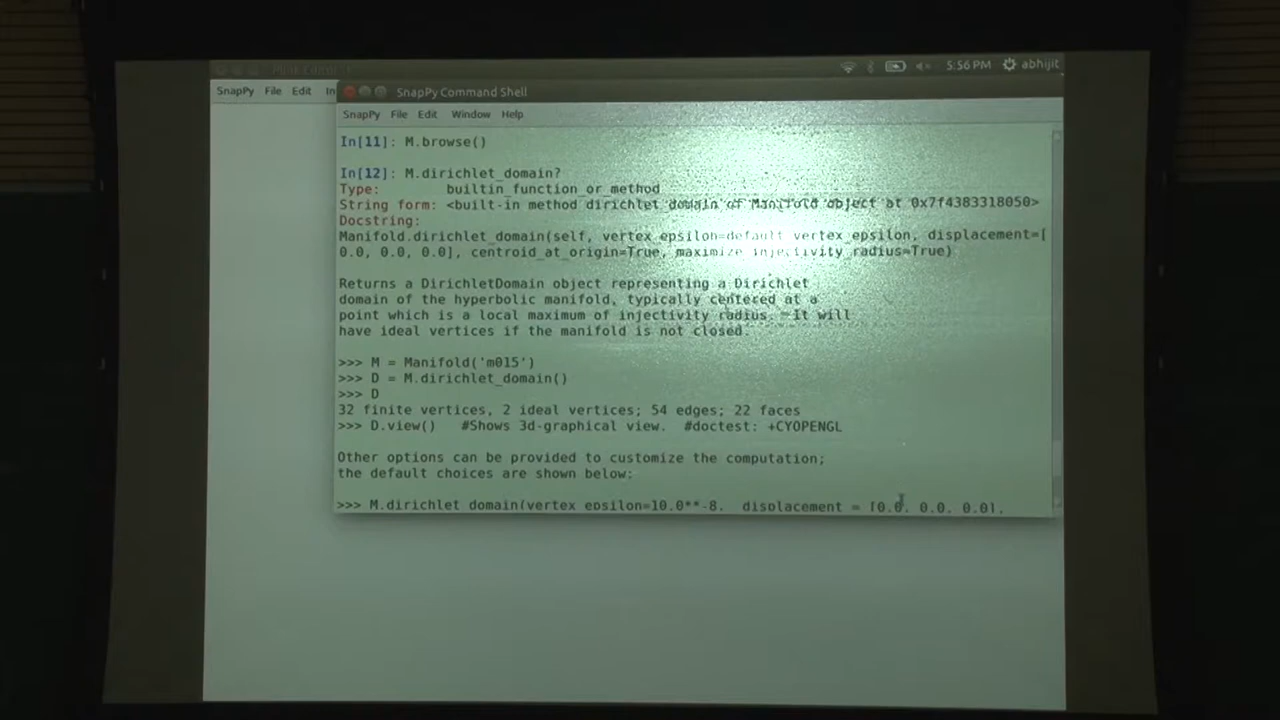 5:56 PM abhijit
SnapPy File Edit In
SnapPy Command Shell
SnapPy File Edit Window Help
In[11]: M.browse()
In[12]: M.dirichlet_domain?
Type: builtin_function_or_method
String form: <built-in method dirichlet_domain of Manifold object at 0x7f4383318050>
Docstring:
Manifold.dirichlet_domain(self, vertex_epsilon=default_vertex_epsilon, displacement=[
0.0, 0.0, 0.0], centroid_at_origin=True, maximize_injectivity_radius=True)
Returns a DirichletDomain object representing a Dirichlet
domain of the hyperbolic manifold, typically centered at a
point which is a local maximum of injectivity radius. It will
have ideal vertices if the manifold is not closed.
>>> M = Manifold('m015')
>>> D = M.dirichlet_domain()
>>> D
32 finite vertices, 2 ideal vertices; 54 edges; 22 faces
>>> D.view() #Shows 3d-graphical view. #doctest: +CYOPENGL
Other options can be provided to customize the computation;
the default choices are shown below:
>>> M.dirichlet_domain(vertex_epsilon=10.0**-8, displacement = [0.0, 0.0, 0.0],